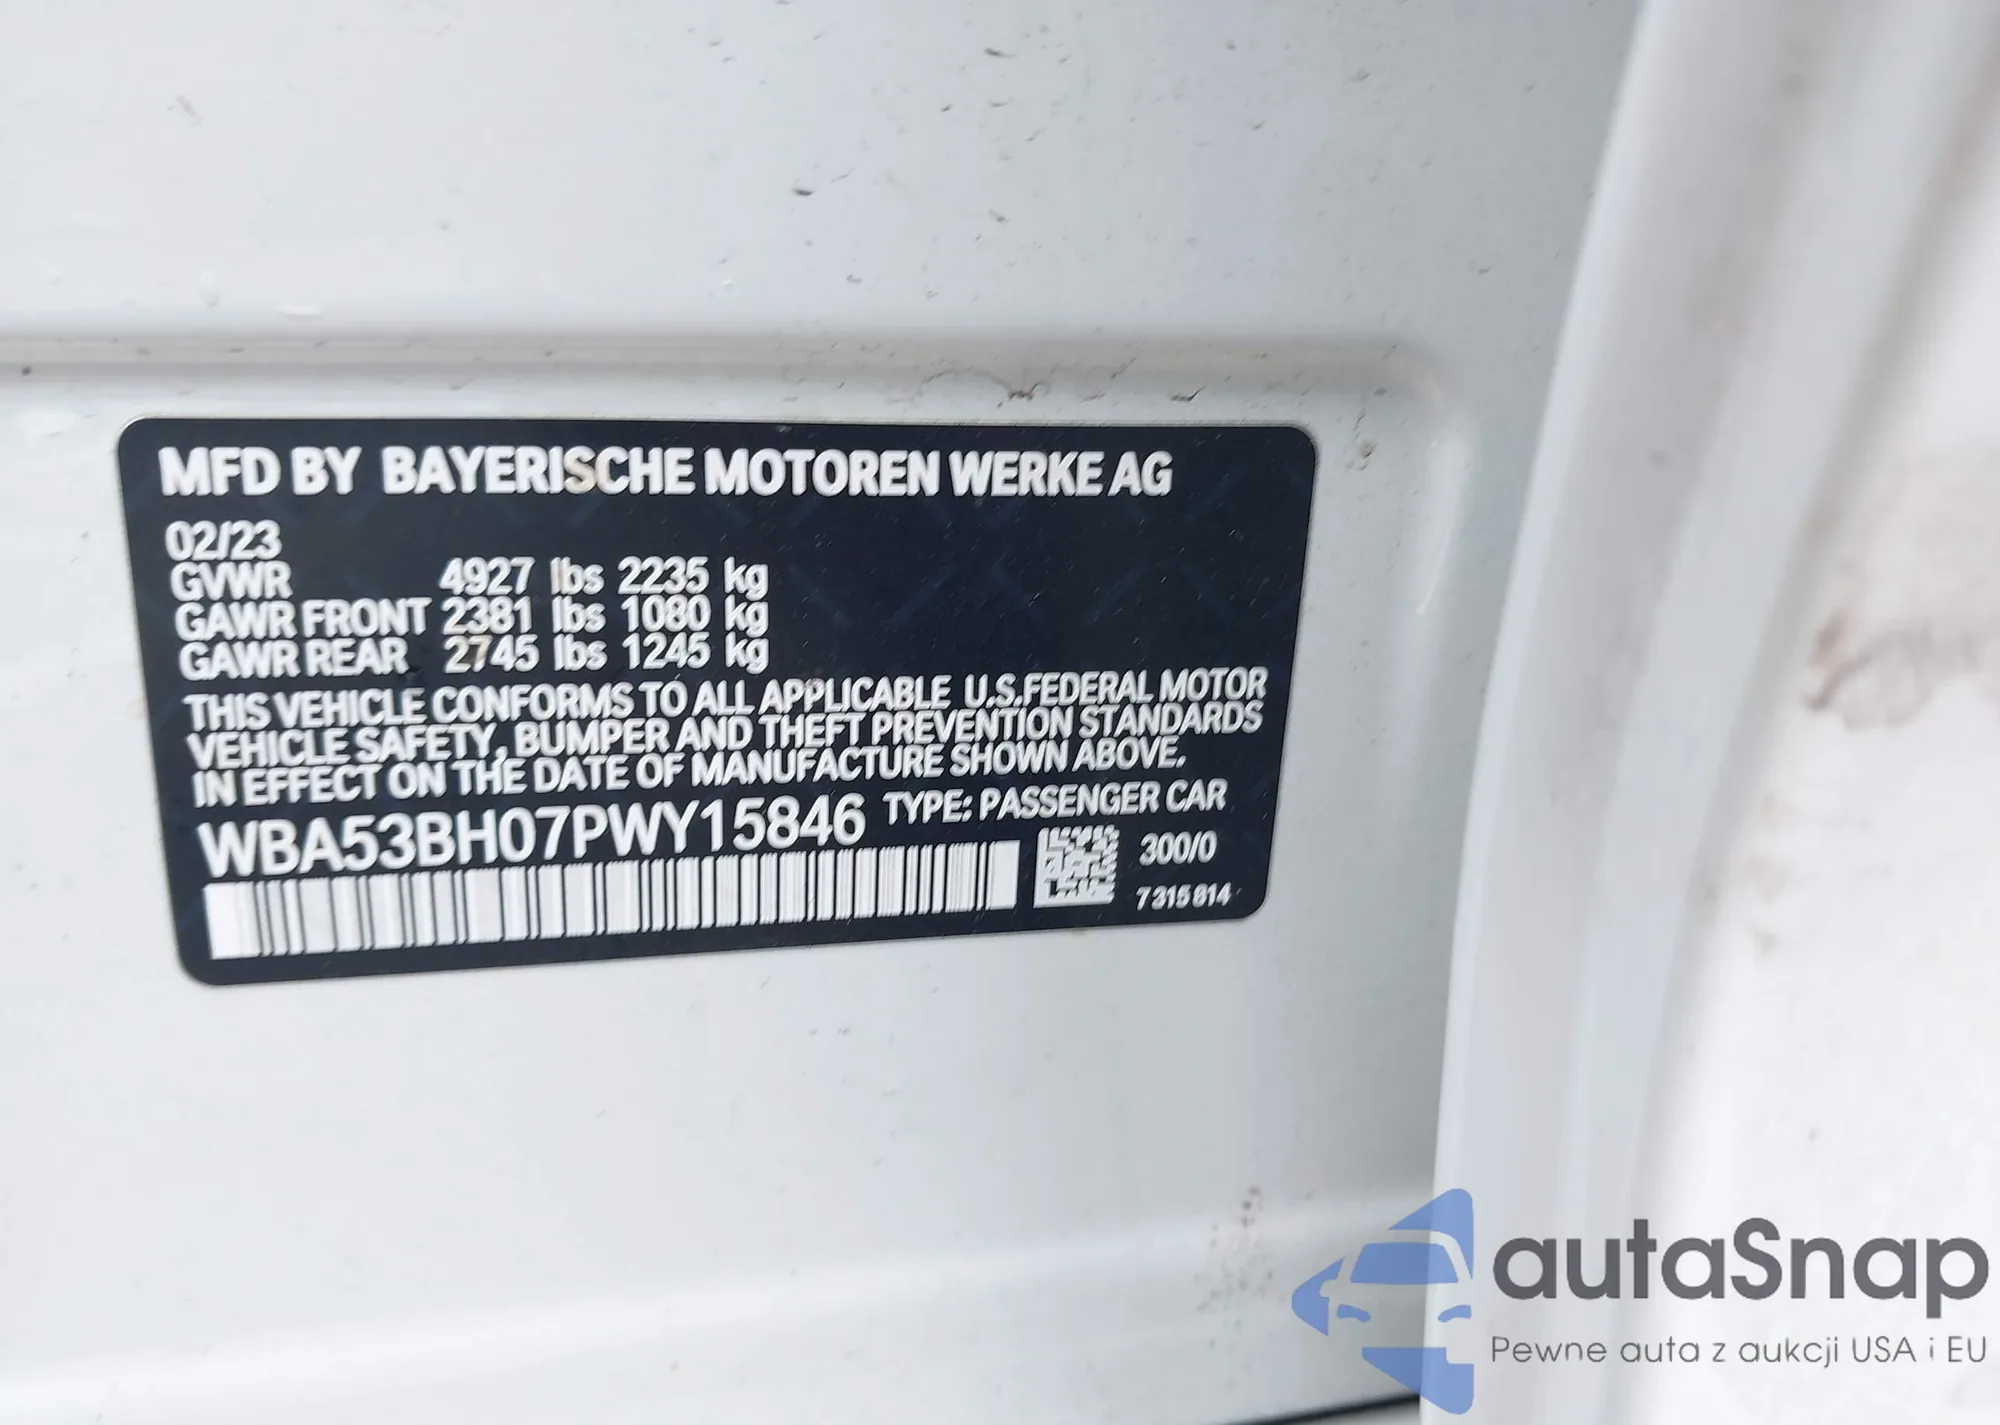 MFD BY BAYERISCHE MOTOREN WERKE AG
02/23
GVWR 4927 lbs 2235 kg
GAWR FRONT 2381 lbs 1080 kg
GAWR REAR 2745 lbs 1245 kg
THIS VEHICLE CONFORMS TO ALL APPLICABLE U.S.FEDERAL MOTOR
VEHICLE SAFETY, BUMPER AND THEFT PREVENTION STANDARDS
IN EFFECT ON THE DATE OF MANUFACTURE SHOWN ABOVE.
WBA53BH07PWY15846 TYPE: PASSENGER CAR
300/0
7315814
autaSnap
Pewne auta z aukcji USA i EU